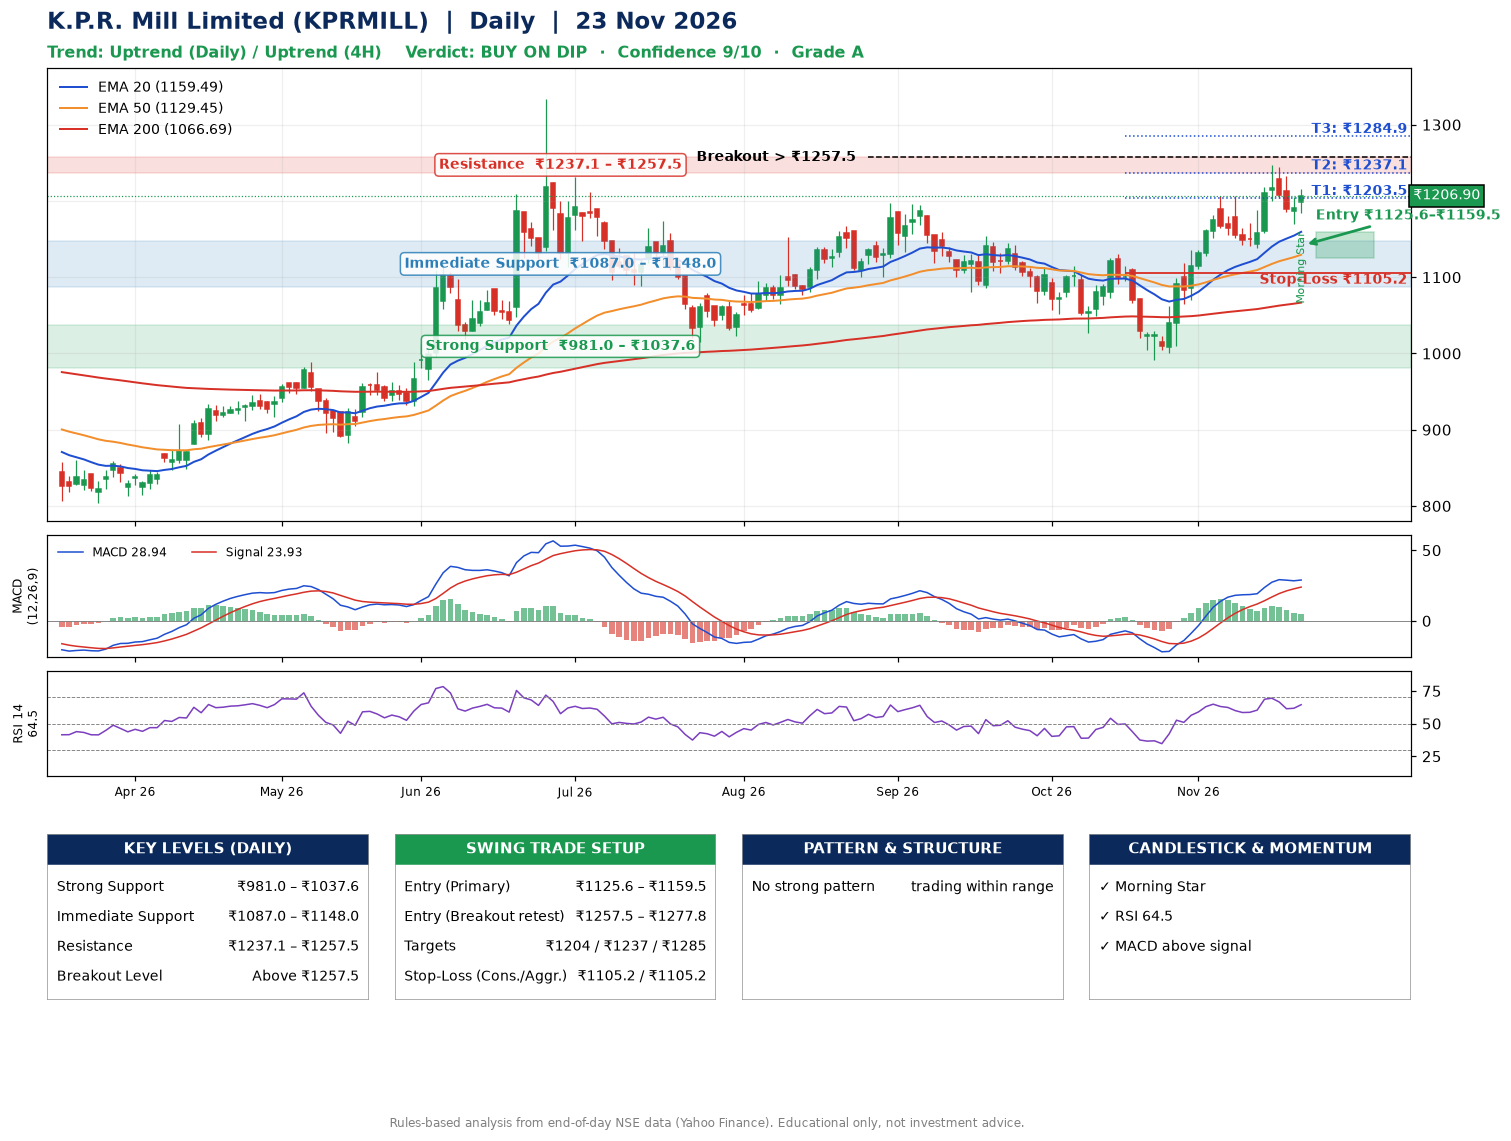 K.P.R. Mill Limited (KPRMILL) | Daily | 23 Nov 2026
Trend: Uptrend (Daily) / Uptrend (4H) Verdict: BUY ON DIP · Confidence 9/10 · Grade A
EMA 20 (1159.49)
EMA 50 (1129.45)
EMA 200 (1066.69)
T3: ₹1284.9
1300
Breakout > ₹1257.5
Resistance ₹1237.1 – ₹1257.5
T2: ₹1237.1
T1: ₹1203.5
₹1206.90
Entry ₹1125.6–₹1159.5
Immediate Support ₹1087.0 – ₹1148.0
Morning Star
Stop-Loss ₹1105.2
1100
Strong Support ₹981.0 – ₹1037.6
1000
900
800
MACD 28.94 Signal 23.93
MACD
(12,26,9)
50
0
RSI 14
64.5
75
50
25
Apr 26 May 26 Jun 26 Jul 26 Aug 26 Sep 26 Oct 26 Nov 26
KEY LEVELS (DAILY)
Strong Support ₹981.0 – ₹1037.6
Immediate Support ₹1087.0 – ₹1148.0
Resistance ₹1237.1 – ₹1257.5
Breakout Level Above ₹1257.5
SWING TRADE SETUP
Entry (Primary) ₹1125.6 – ₹1159.5
Entry (Breakout retest) ₹1257.5 – ₹1277.8
Targets ₹1204 / ₹1237 / ₹1285
Stop-Loss (Cons./Aggr.) ₹1105.2 / ₹1105.2
PATTERN & STRUCTURE
No strong pattern trading within range
CANDLESTICK & MOMENTUM
✓ Morning Star
✓ RSI 64.5
✓ MACD above signal
Rules-based analysis from end-of-day NSE data (Yahoo Finance). Educational only, not investment advice.